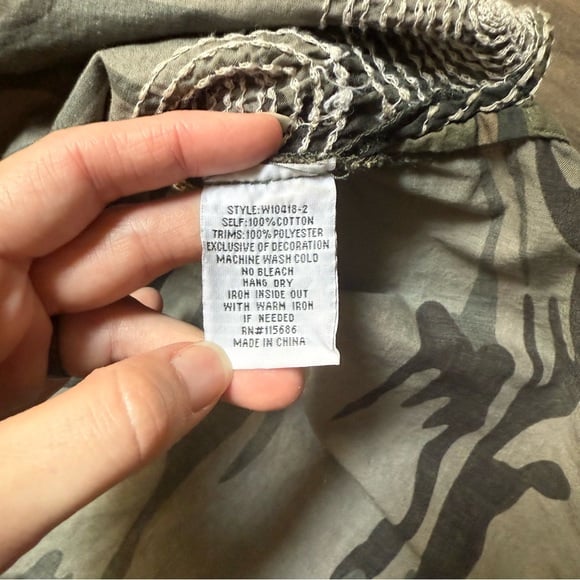 STYLE:W10418-2
SELF:100%COTTON
TRIMS:100% POLYESTER
EXCLUSIVE OF DECORATION
MACHINE WASH COLD
NO BLEACH
HANG DRY
IRON INSIDE OUT
WITH WARM IRON
IF NEEDED
RN#115686
MADE IN CHINA